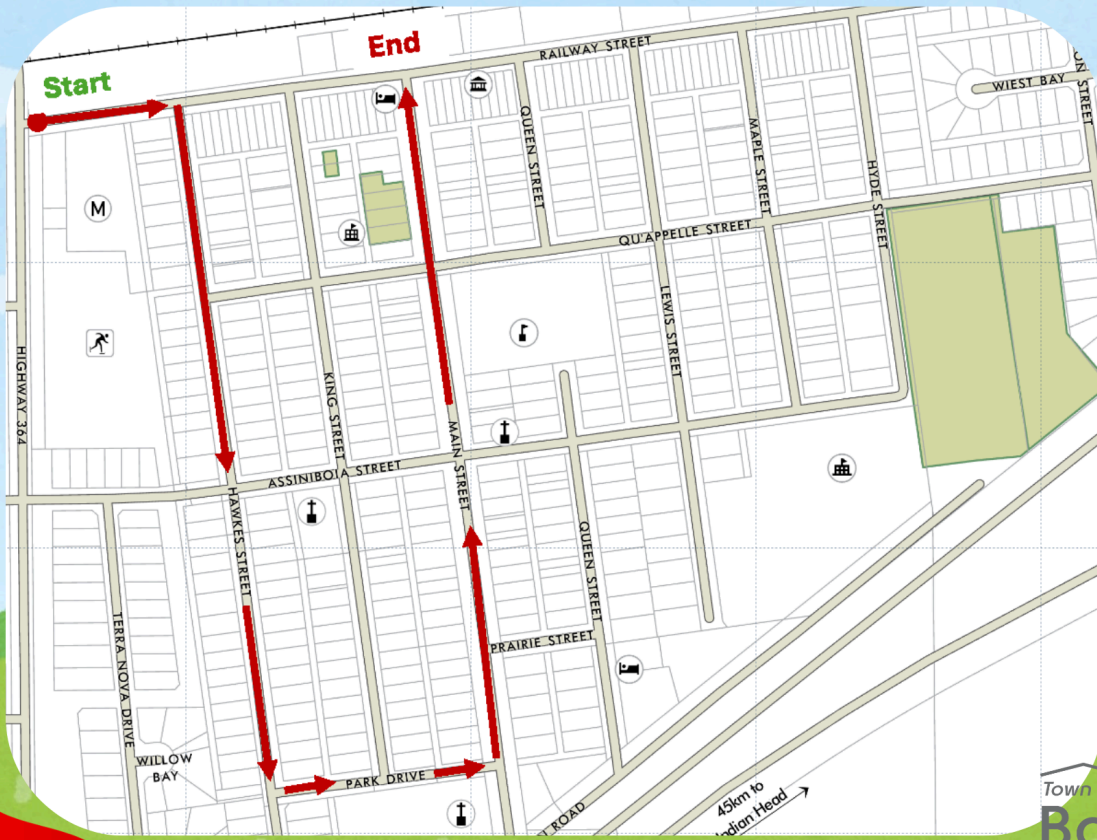 Start
End
RAILWAY STREET
WIEST BAY
M
QUEEN STREET
MAPLE STREET
HYDE STREET
QU'APPELLE STREET
HIGHWAY 364
KING STREET
LEWIS STREET
MAIN STREET
ASSINIBOIA STREET
HAWKES STREET
QUEEN STREET
TERRA NOVA DRIVE
PRAIRIE STREET
WILLOW
BAY
PARK DRIVE
ROAD
45km to
Indian Head
Town